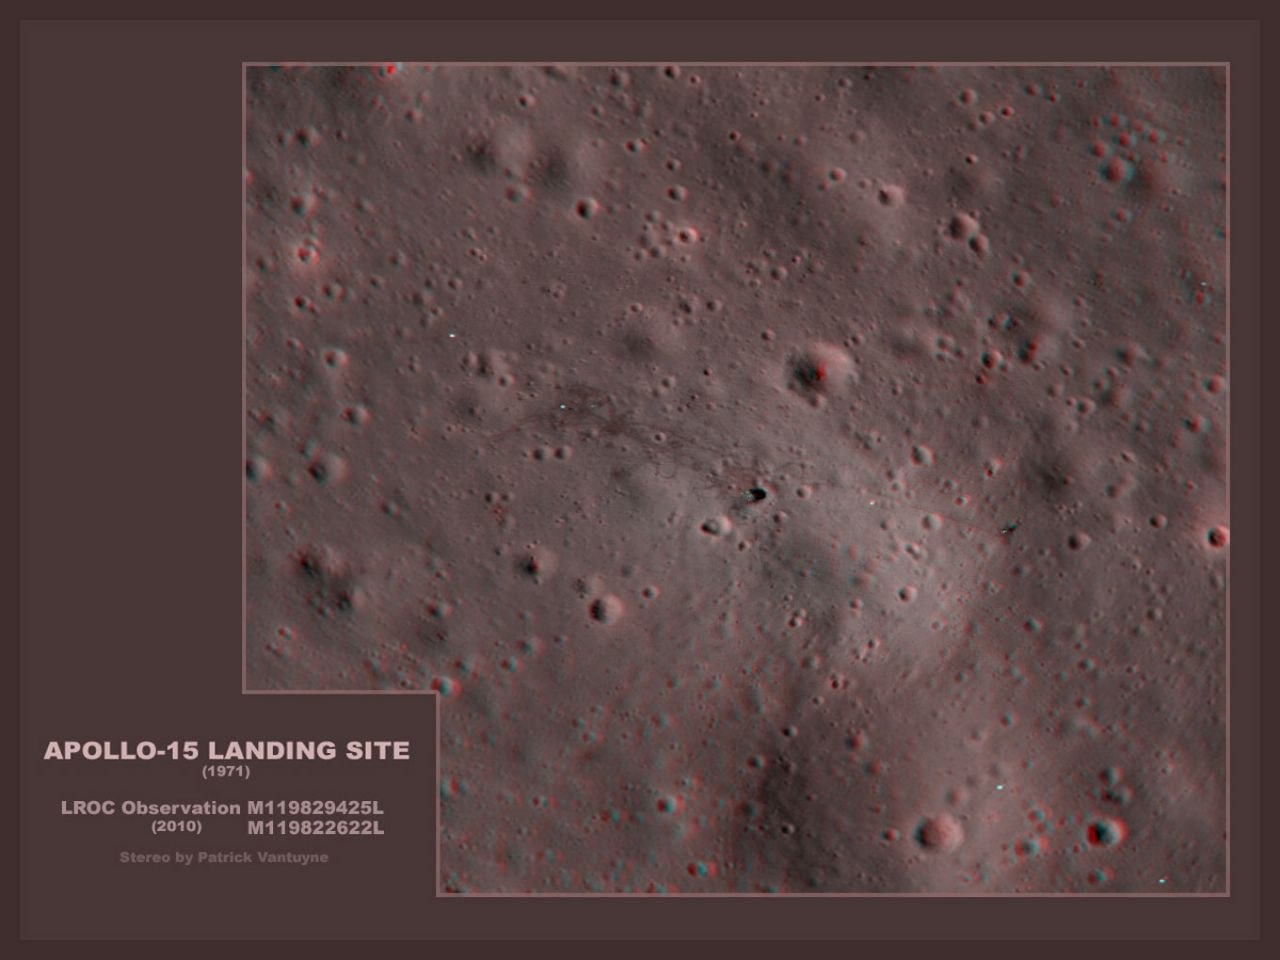 APOLLO-15 LANDING SITE
(1971)
LROC Observation M119829425L
(2010) M119822622L
Stereo by Patrick Vantuyne